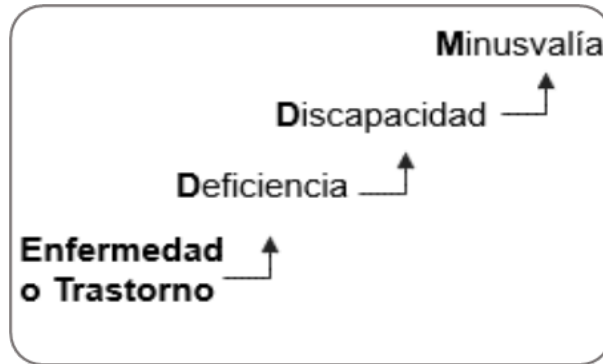 Minusvalía
Discapacidad
Deficiencia
Enfermedad
o Trastorno